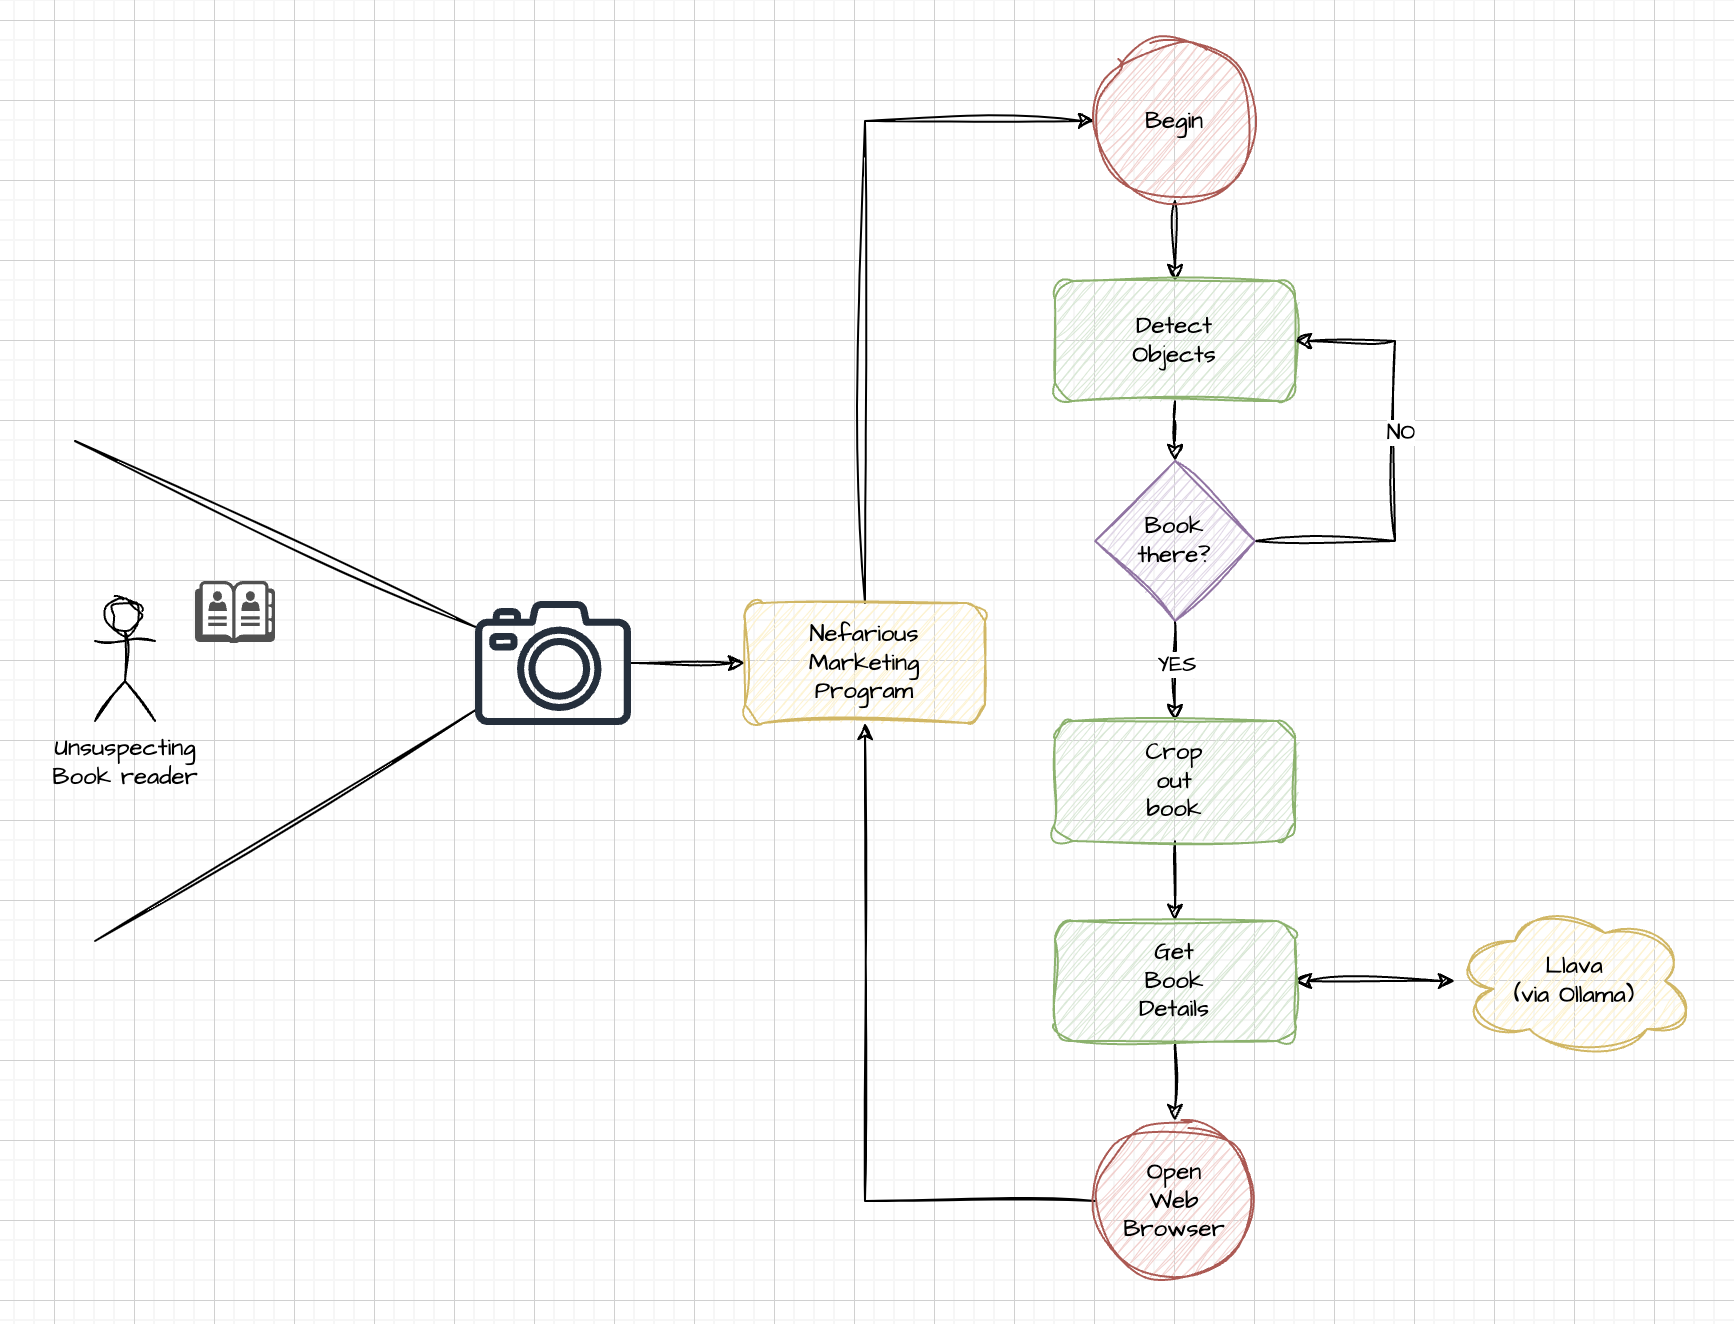 Begin
Detect
Objects
NO
Book
there?
YES
Nefarious
Marketing
Program
Unsuspecting
Book reader
Crop
out
book
Get
Book
Details
Llava
(via Ollama)
Open
Web
Browser